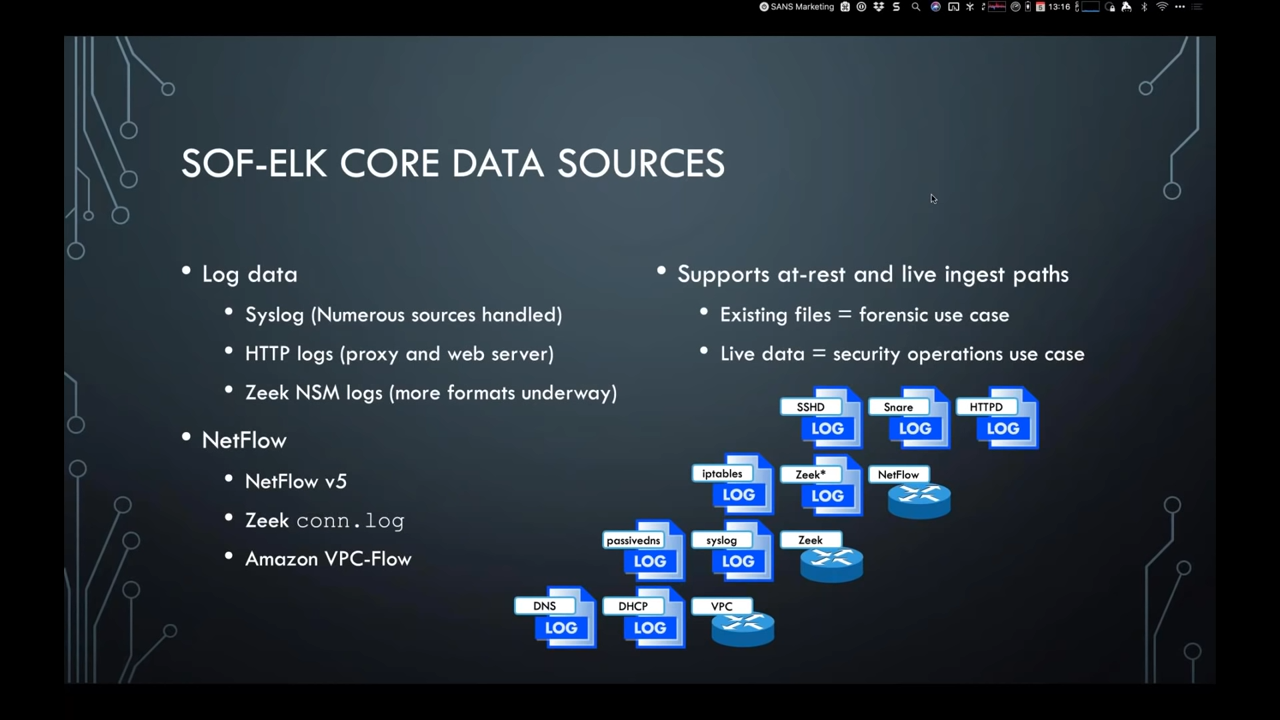 SANS Marketing
13:16
SOF-ELK CORE DATA SOURCES
• Log data
• Syslog (Numerous sources handled)
• HTTP logs (proxy and web server)
• Zeek NSM logs (more formats underway)
• NetFlow
• NetFlow v5
• Zeek conn.log
• Amazon VPC-Flow
• Supports at-rest and live ingest paths
• Existing files = forensic use case
• Live data = security operations use case
SSHD
LOG
Snare
LOG
HTTPD
LOG
iptables
LOG
Zeek*
LOG
NetFlow
passivedns
LOG
syslog
LOG
Zeek
DNS
LOG
DHCP
LOG
VPC